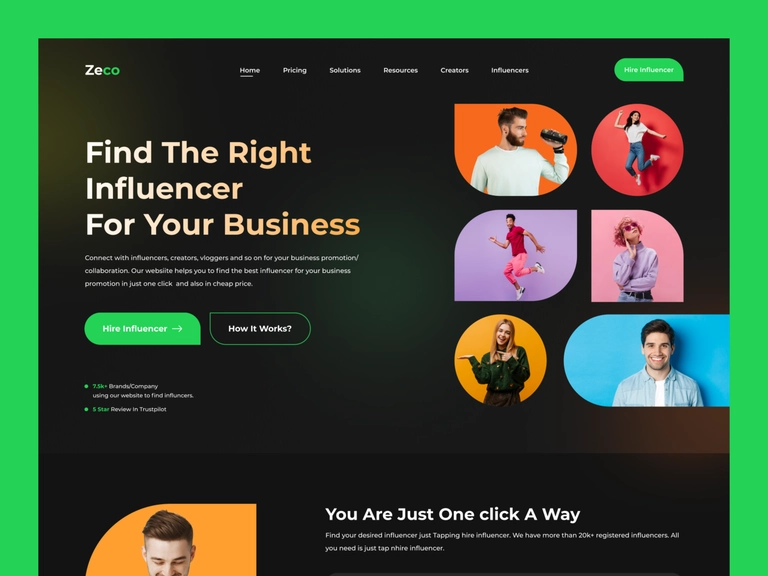 Zeco
Home Pricing Solutions Resources Creators Influencers
Hire Influencer
Find The Right
Influencer
For Your Business
Connect with influencers, creators, vloggers and so on for your business promotion/
collaboration. Our website helps you to find the best influencer for your business
promotion in just one click and also in cheap price.
Hire Influencer
How It Works?
7.5k+ Brands/Company
using our website to find influncers.
5 Star Review In Trustpilot
You Are Just One click A Way
Find your desired influencer just Tapping hire influencer. We have more than 20k+ registered influencers. All
you need is just tap nhire influencer.